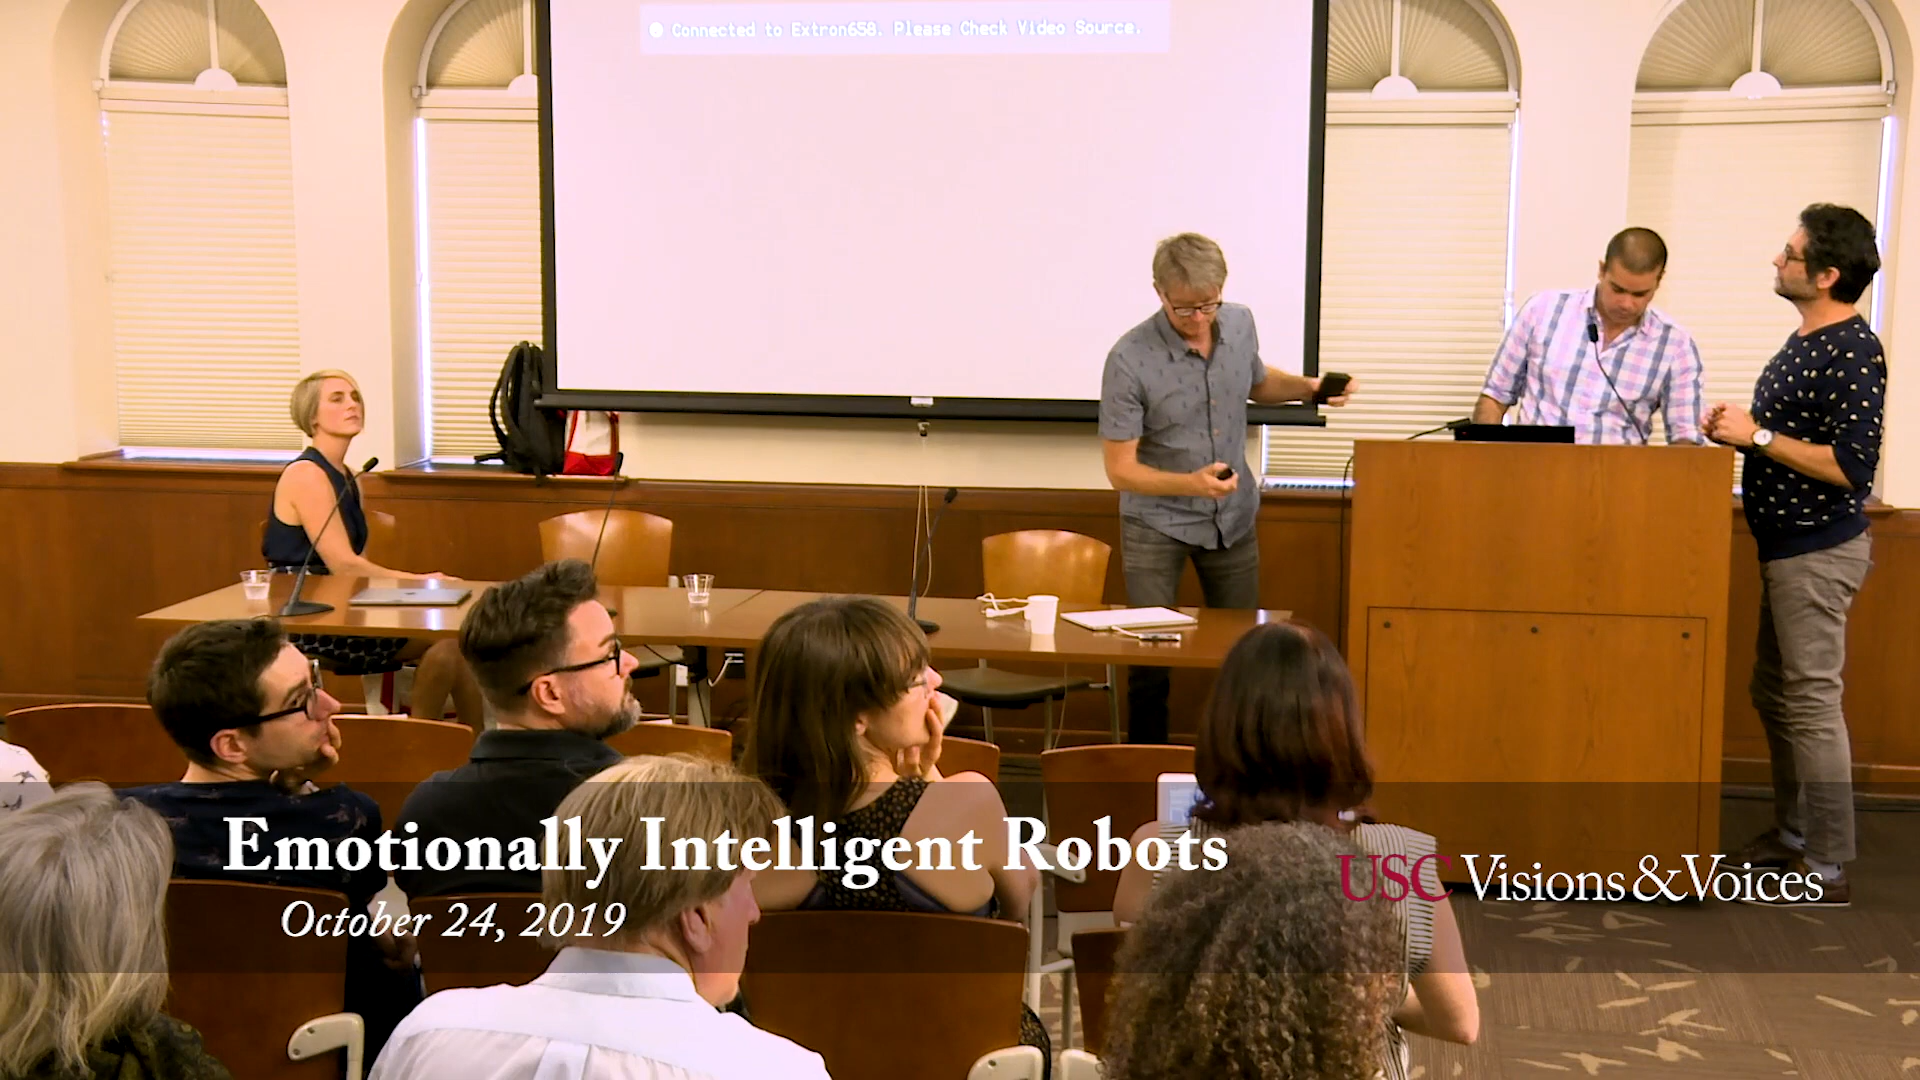 Connected to Extron658. Please Check Video Source.
Emotionally Intelligent Robots
October 24, 2019
USC Visions & Voices